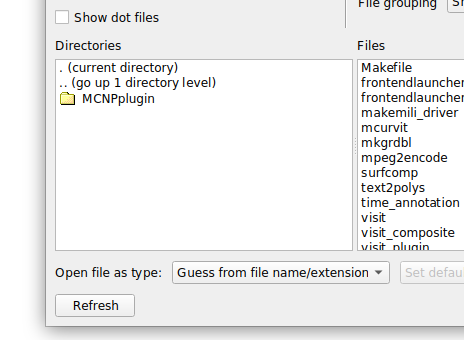 File grouping
Show dot files
Directories
Files
. (current directory)
.. (go up 1 directory level)
MCNPplugin
Makefile
frontendlauncher
frontendlauncher
makemili_driver
mcurvit
mkgrdbl
mpeg2encode
surfcomp
text2polys
time_annotation
visit
visit_composite
visit_plugin
Open file as type:
Guess from file name/extension
Set defau
Refresh